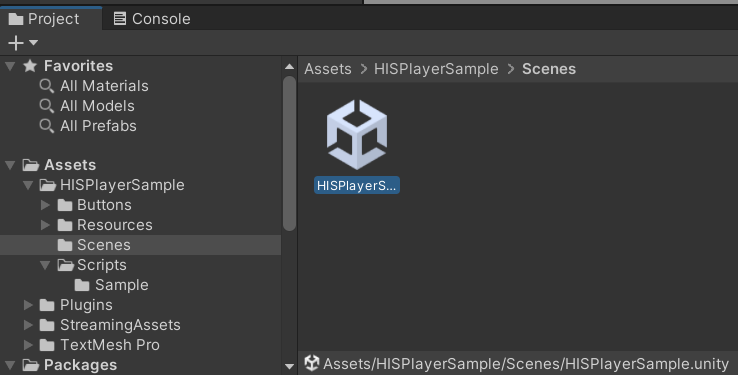 Project
Console
Favorites
All Materials
All Models
All Prefabs
Assets
HISPlayerSample
Buttons
Resources
Scenes
Scripts
Sample
Plugins
StreamingAssets
TextMesh Pro
Packages
Assets > HISPlayerSample > Scenes
HISPlayerS...
Assets/HISPlayerSample/Scenes/HISPlayerSample.unity